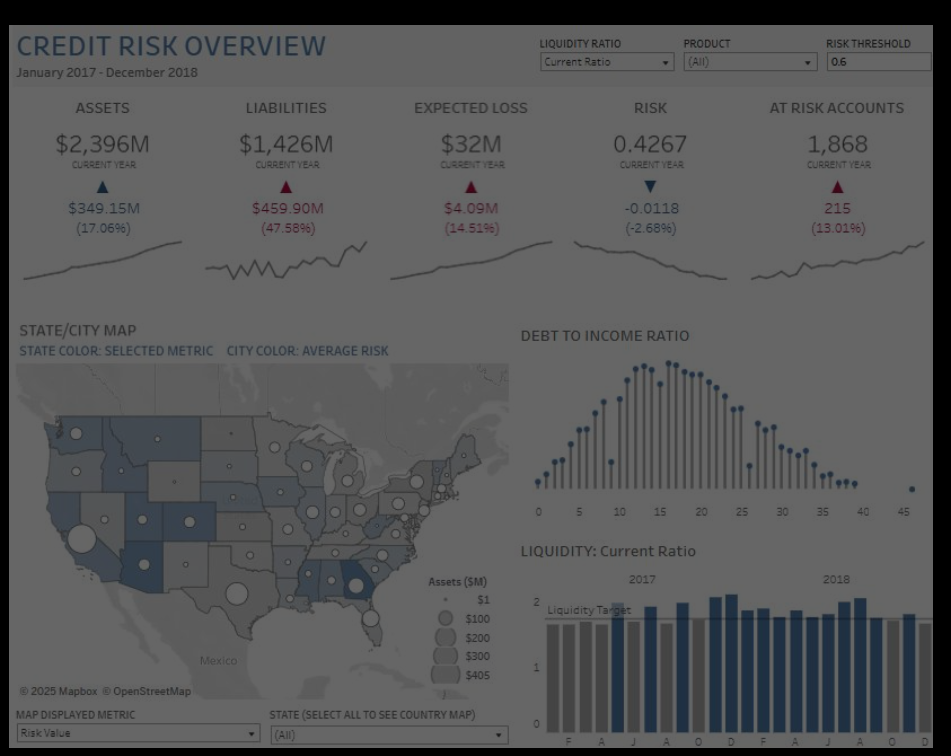 CREDIT RISK OVERVIEW
January 2017 - December 2018
LIQUIDITY RATIO
Current Ratio
PRODUCT
(All)
RISK THRESHOLD
0.6
ASSETS
$2,396M
CURRENT YEAR
$349.15M
(17.06%)
LIABILITIES
$1,426M
CURRENT YEAR
$459.90M
(47.58%)
EXPECTED LOSS
$32M
CURRENT YEAR
$4.09M
(14.51%)
RISK
0.4267
CURRENT YEAR
-0.0118
(-2.68%)
AT RISK ACCOUNTS
1,868
CURRENT YEAR
215
(13.01%)
STATE/CITY MAP
STATE COLOR: SELECTED METRIC CITY COLOR: AVERAGE RISK
Mexico
Assets ($M)
$1
$100
$200
$300
$405
© 2025 Mapbox © OpenStreetMap
MAP DISPLAYED METRIC
Risk Value
STATE (SELECT ALL TO SEE COUNTRY MAP)
(All)
DEBT TO INCOME RATIO
0 5 10 15 20 25 30 35 40 45
LIQUIDITY: Current Ratio
2017 2018
2
Liquidity Target
1
0
F A J A O D F A J A O D